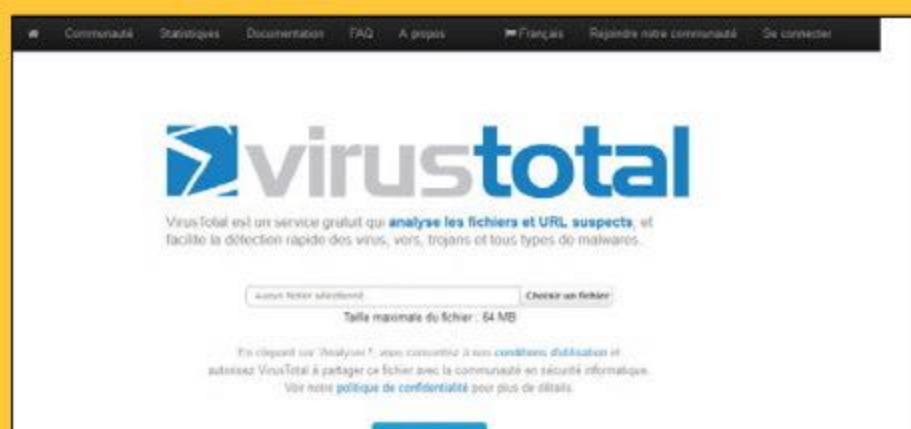 Communauté Statistiques Documentation FAQ A propos Français Rejoindre notre communauté Se connecter
virustotal
VirusTotal est un service gratuit qui analyse les fichiers et URL suspects, et
facilite la détection rapide des virus, vers, trojans et tous types de malwares.
Aucun fichier sélectionné Choisir un fichier
Taille maximale du fichier : 64 MB
En cliquant sur 'Analyser !', vous consentez à nos conditions d'utilisation et
autorisez VirusTotal à partager ce fichier avec la communauté en sécurité informatique.
Voir notre politique de confidentialité pour plus de détails.